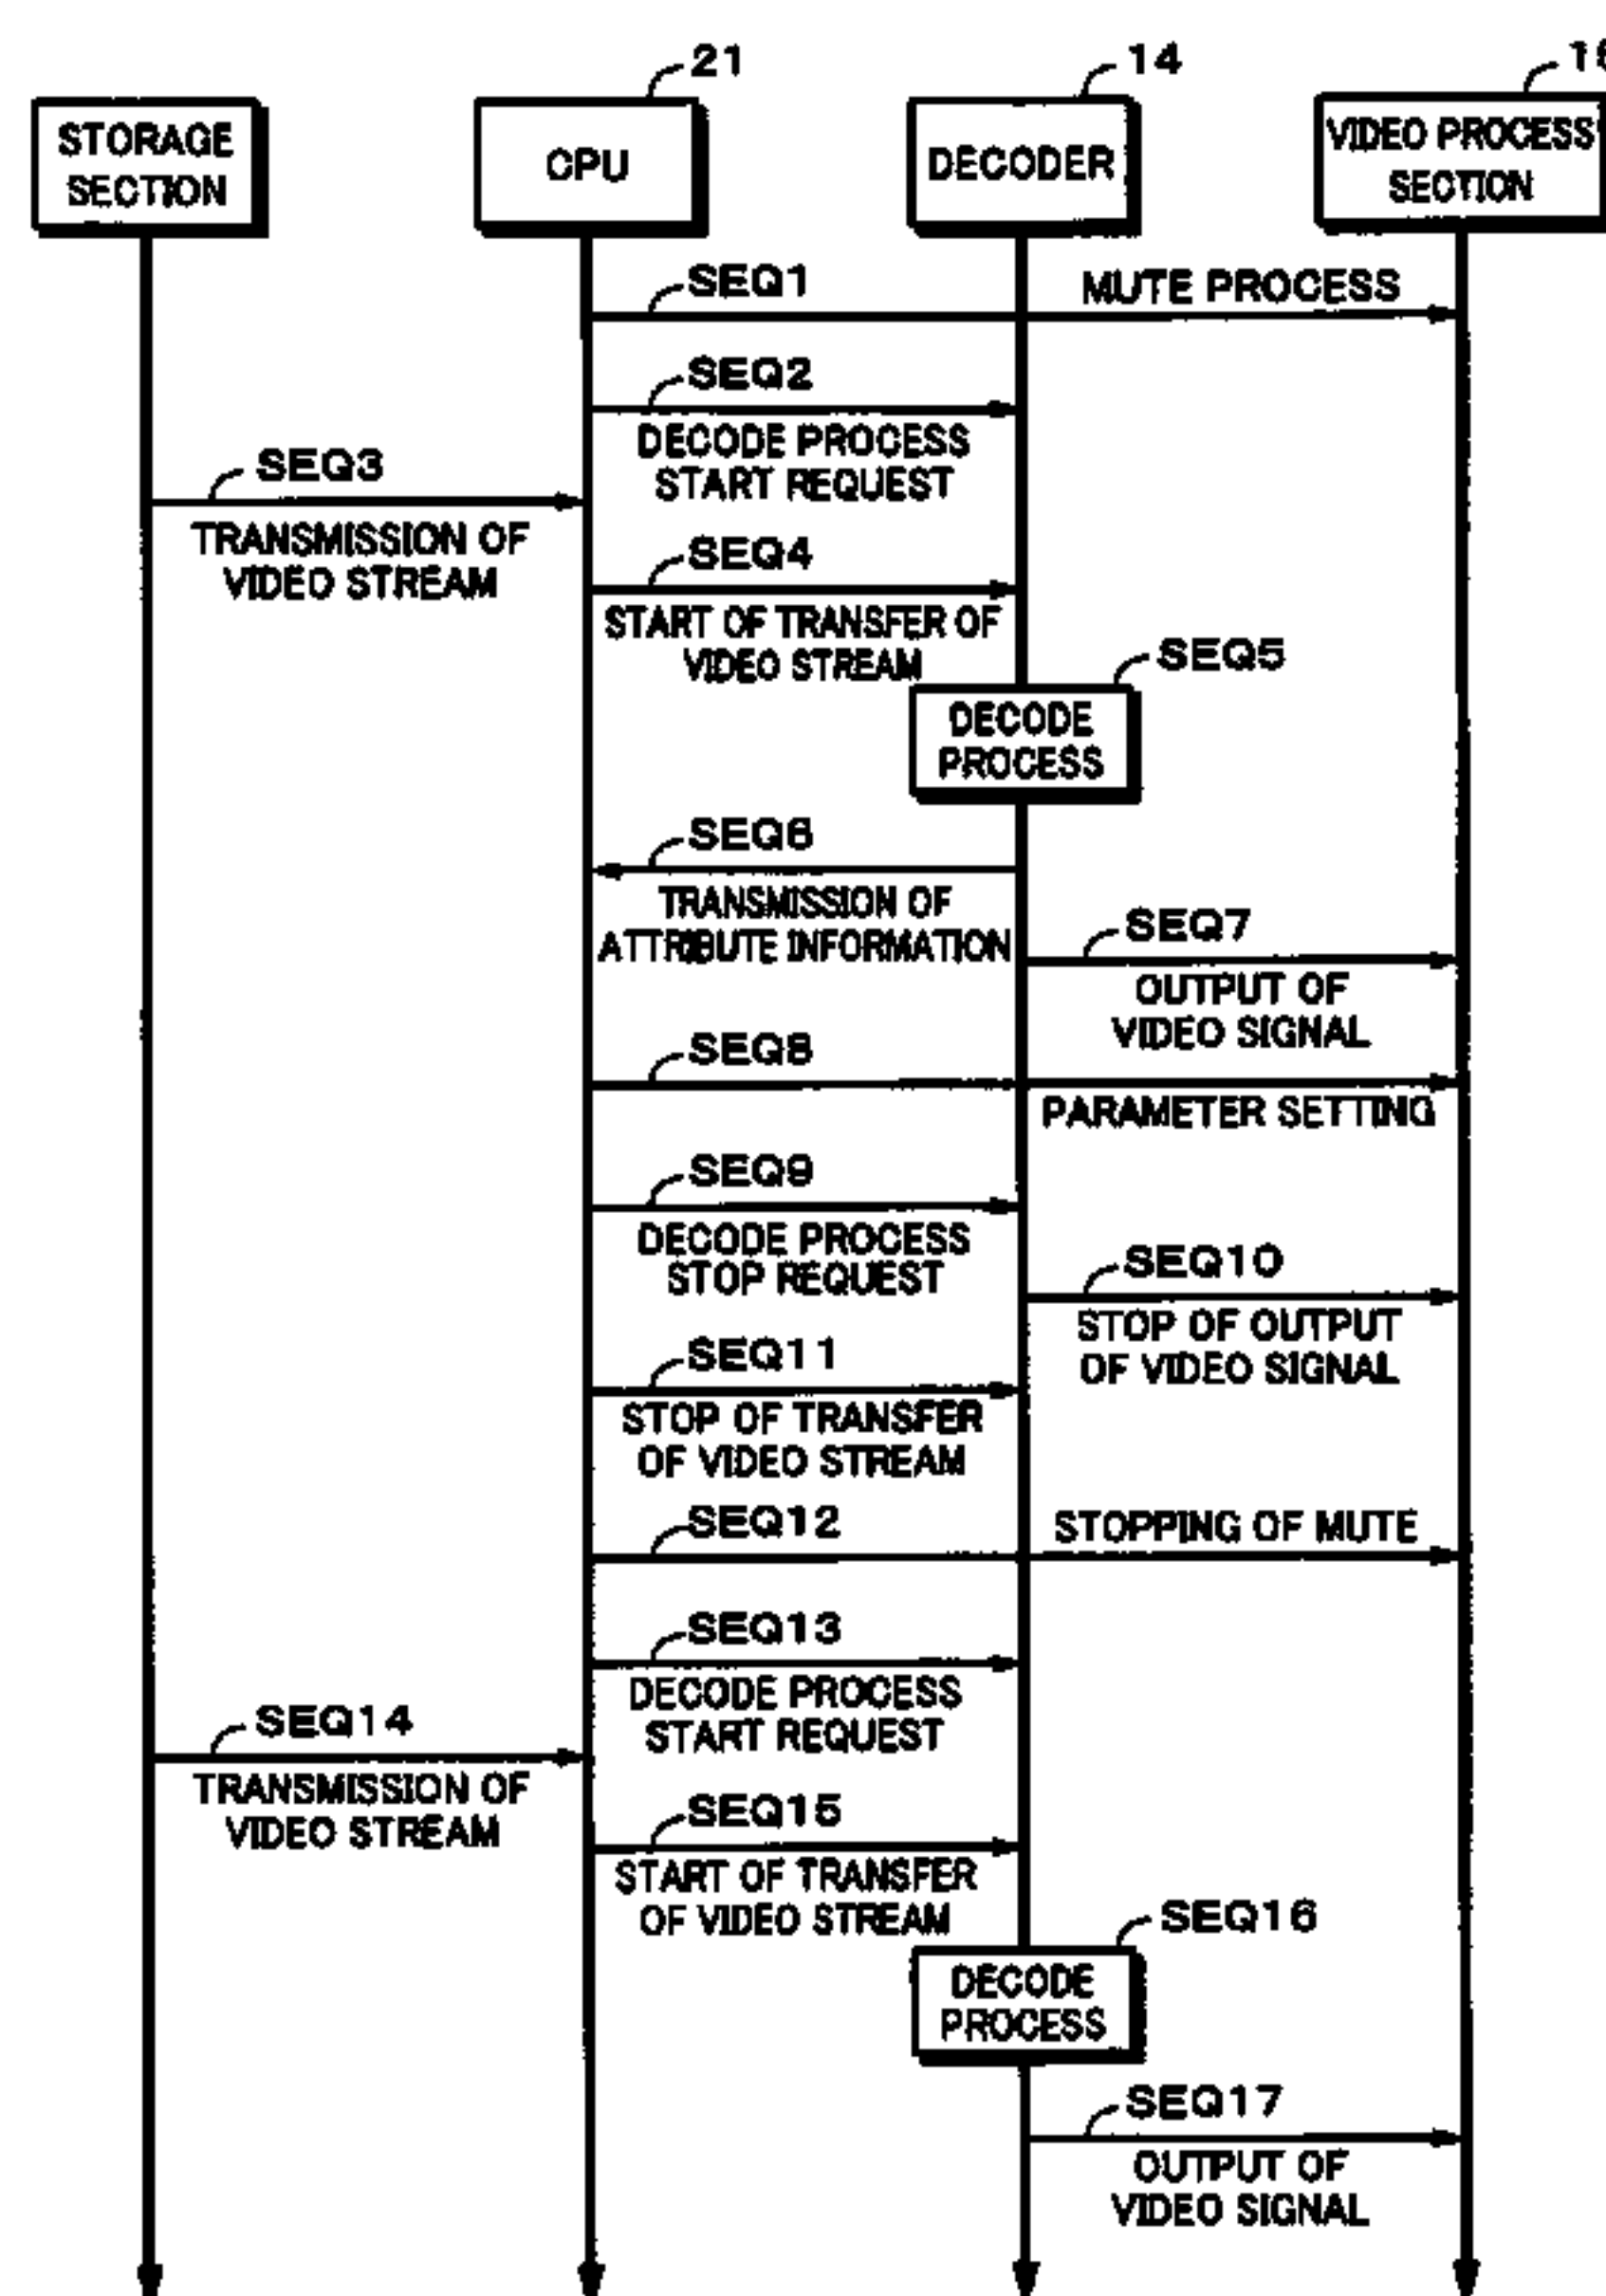 21
14
STORAGE
SECTION
CPU
DECODER
VIDEO PROCESS
SECTION
SEQ1
MUTE PROCESS
SEQ2
DECODE PROCESS
START REQUEST
SEQ3
TRANSMISSION OF
VIDEO STREAM
SEQ4
START OF TRANSFER OF
VIDEO STREAM
SEQ5
DECODE
PROCESS
SEQ6
TRANSMISSION OF
ATTRIBUTE INFORMATION
SEQ7
OUTPUT OF
VIDEO SIGNAL
SEQ8
PARAMETER SETTING
SEQ9
DECODE PROCESS
STOP REQUEST
SEQ10
STOP OF OUTPUT
OF VIDEO SIGNAL
SEQ11
STOP OF TRANSFER
OF VIDEO STREAM
SEQ12
STOPPING OF MUTE
SEQ13
DECODE PROCESS
START REQUEST
SEQ14
TRANSMISSION OF
VIDEO STREAM
SEQ15
START OF TRANSFER
OF VIDEO STREAM
SEQ16
DECODE
PROCESS
SEQ17
OUTPUT OF
VIDEO SIGNAL